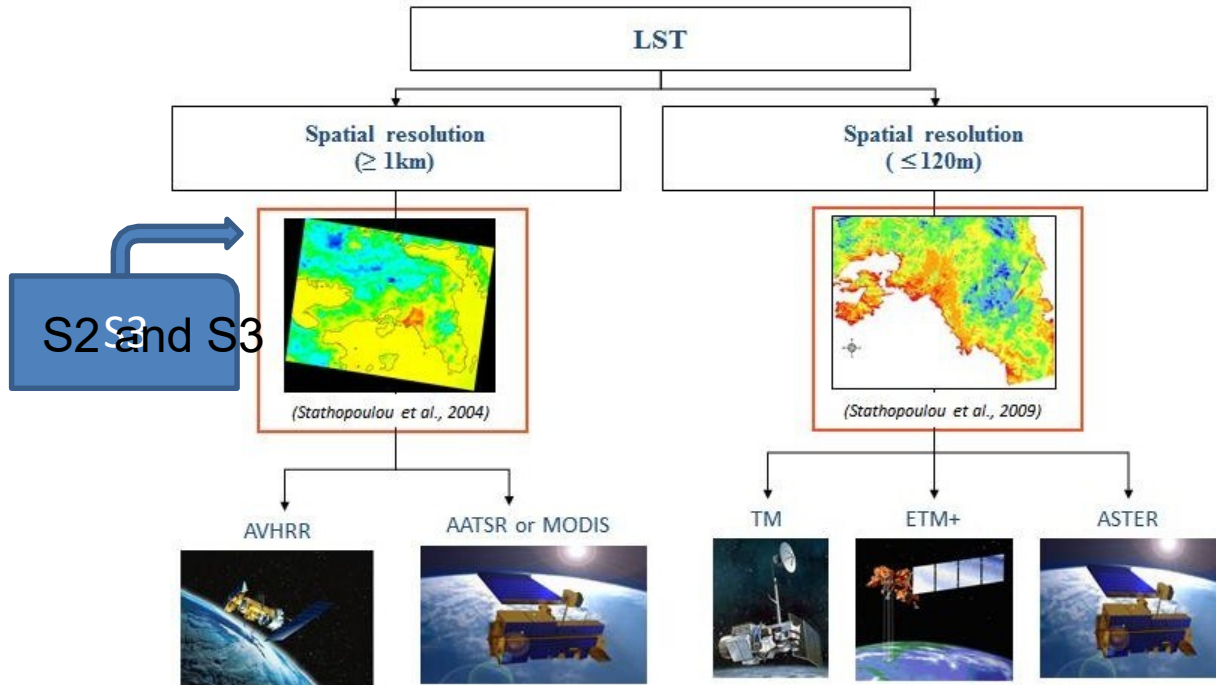 LST
Spatial resolution
(≥ 1km)
Spatial resolution
( ≤120m)
S3
S2 and S3
(Stathopoulou et al., 2004)
(Stathopoulou et al., 2009)
AVHRR
AATSR or MODIS
TM
ETM+
ASTER